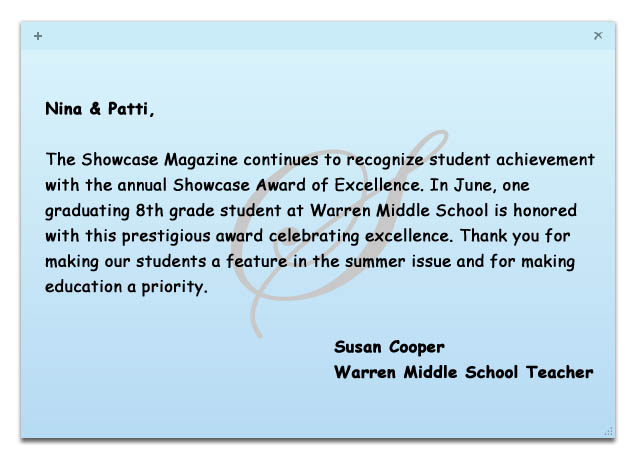 Nina & Patti,
The Showcase Magazine continues to recognize student achievement
with the annual Showcase Award of Excellence. In June, one
graduating 8th grade student at Warren Middle School is honored
with this prestigious award celebrating excellence. Thank you for
making our students a feature in the summer issue and for making
education a priority.
Susan Cooper
Warren Middle School Teacher